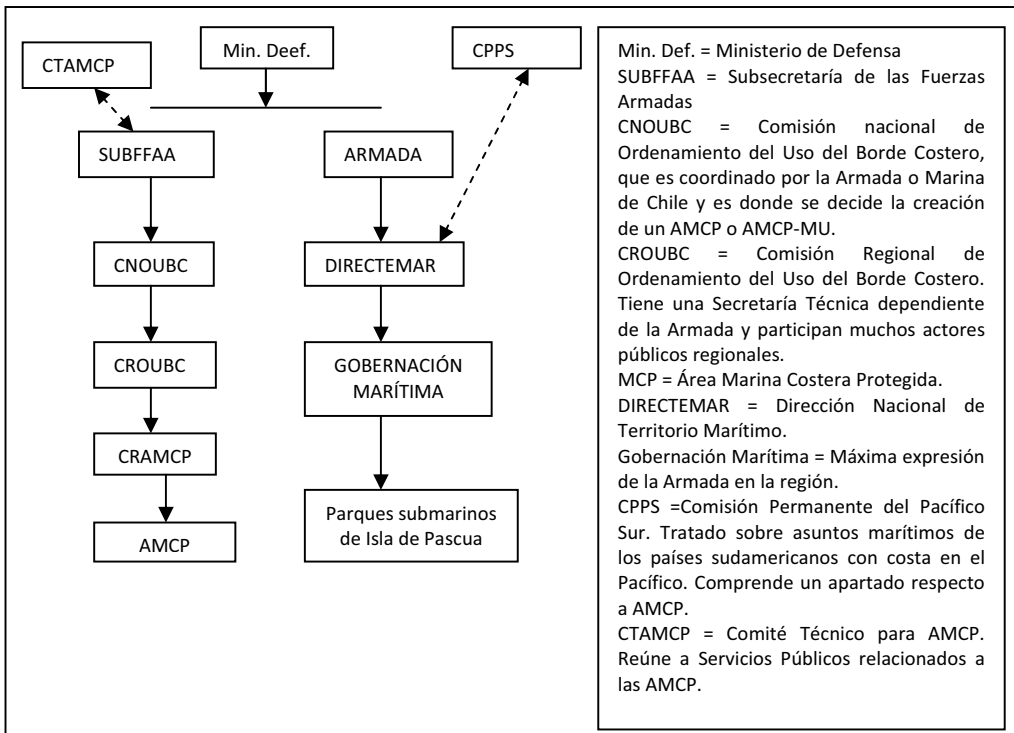 Min. Deef.
CPPS
CTAMCP
SUBFFAA
ARMADA
CNOUBC
DIRECTEMAR
CROUBC
GOBERNACIÓN
MARÍTIMA
CRAMCP
Parques submarinos
de Isla de Pascua
AMCP
Min. Def. = Ministerio de Defensa
SUBFFAA = Subsecretaría de las Fuerzas
Armadas
CNOUBC = Comisión nacional de
Ordenamiento del Uso del Borde Costero,
que es coordinado por la Armada o Marina
de Chile y es donde se decide la creación
de un AMCP o AMCP-MU.
CROUBC = Comisión Regional de
Ordenamiento del Uso del Borde Costero.
Tiene una Secretaría Técnica dependiente
de la Armada y participan muchos actores
públicos regionales.
MCP = Área Marina Costera Protegida.
DIRECTEMAR = Dirección Nacional de
Territorio Marítimo.
Gobernación Marítima = Máxima expresión
de la Armada en la región.
CPPS =Comisión Permanente del Pacífico
Sur. Tratado sobre asuntos marítimos de
los países sudamericanos con costa en el
Pacífico. Comprende un apartado respecto
a AMCP.
CTAMCP = Comité Técnico para AMCP.
Reúne a Servicios Públicos relacionados a
las AMCP.